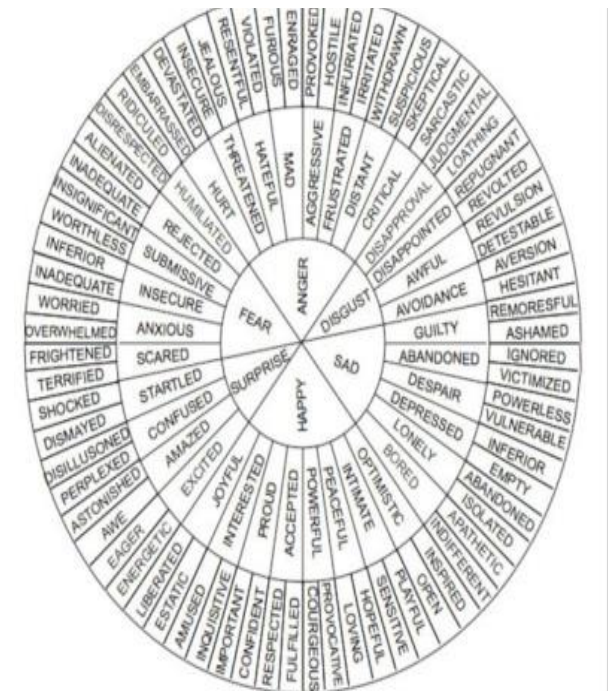 ANGER
DISGUST
SAD
HAPPY
SURPRISE
FEAR
MAD
AGGRESSIVE
FRUSTRATED
DISTANT
CRITICAL
DISAPPROVAL
DISAPPOINTED
AWFUL
AVOIDANCE
GUILTY
ABANDONED
DESPAIR
DEPRESSED
LONELY
BORED
OPTIMISTIC
INTIMATE
PEACEFUL
POWERFUL
ACCEPTED
PROUD
INTERESTED
JOYFUL
EXCITED
AMAZED
CONFUSED
STARTLED
SCARED
ANXIOUS
INSECURE
SUBMISSIVE
REJECTED
HUMILIATED
HURT
THREATENED
HATEFUL
ENRAGED
PROVOKED
HOSTILE
INFURIATED
IRRITATED
WITHDRAWN
SUSPICIOUS
SKEPTICAL
SARCASTIC
JUDGMENTAL
LOATHING
REPUGNANT
REVOLTED
REVULSION
DETESTABLE
AVERSION
HESITANT
REMORESFUL
ASHAMED
IGNORED
VICTIMIZED
POWERLESS
VULNERABLE
INFERIOR
EMPTY
ABANDONED
ISOLATED
APATHETIC
INDIFFERENT
INSPIRED
OPEN
PLAYFUL
SENSITIVE
HOPEFUL
LOVING
PROVOCATIVE
COURGEOUS
FULFILLED
RESPECTED
CONFIDENT
IMPORTANT
INQUISITIVE
AMUSED
ESTATIC
LIBERATED
ENERGETIC
EAGER
AWE
ASTONISHED
PERPLEXED
DISILLUSONED
DISMAYED
SHOCKED
TERRIFIED
FRIGHTENED
OVERWHELMED
WORRIED
INADEQUATE
INFERIOR
WORTHLESS
INSIGNIFICANT
INADEQUATE
ALIENATED
DISRESPECTED
RIDICULED
EMBARRASSED
DEVASTATED
INSECURE
JEALOUS
RESENTFUL
VIOLATED
FURIOUS